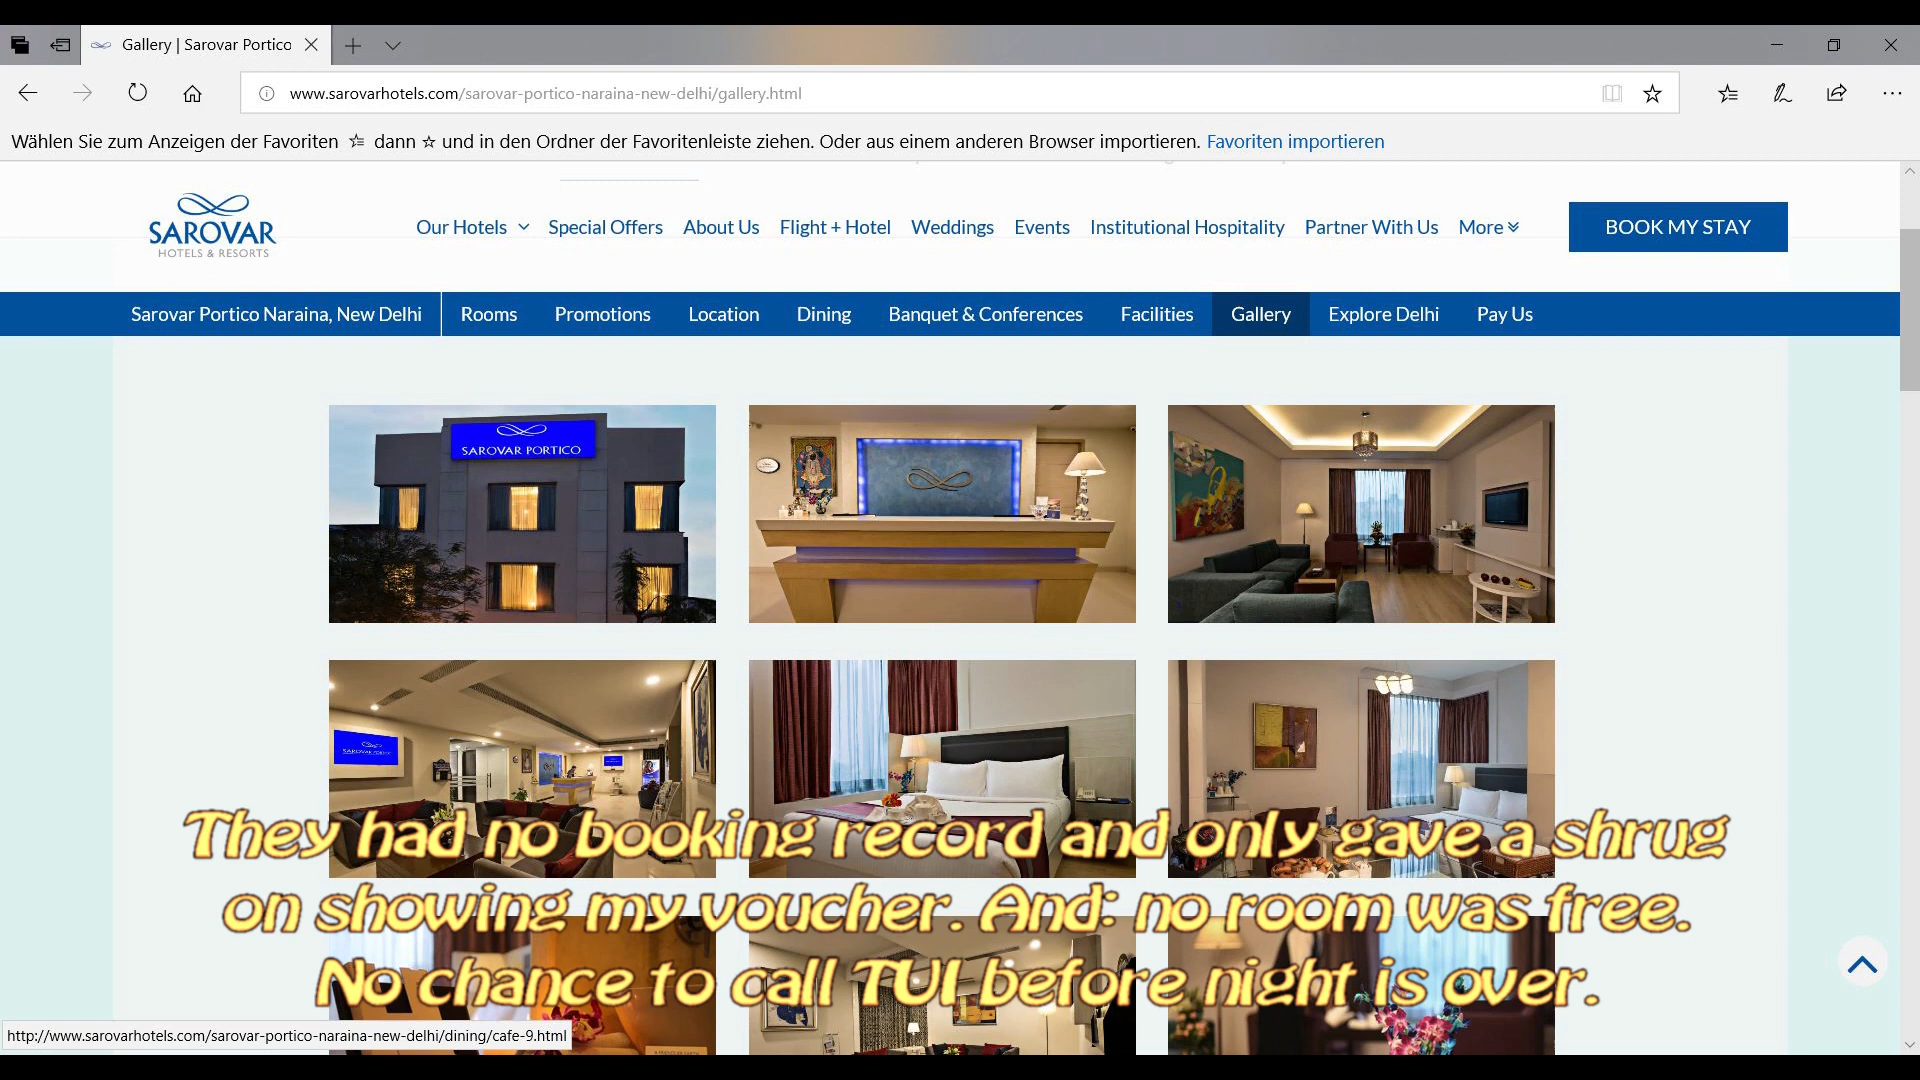 Gallery | Sarovar Portico
www.sarovarhotels.com/sarovar-portico-naraina-new-delhi/gallery.html
Wählen Sie zum Anzeigen der Favoriten dann und in den Ordner der Favoritenleiste ziehen. Oder aus einem anderen Browser importieren. Favoriten importieren
SAROVAR
HOTELS & RESORTS
Our Hotels Special Offers About Us Flight + Hotel Weddings Events Institutional Hospitality Partner With Us More
BOOK MY STAY
Sarovar Portico Naraina, New Delhi Rooms Promotions Location Dining Banquet & Conferences Facilities Gallery Explore Delhi Pay Us
SAROVAR PORTICO
SAROVAR PORTICO
They had no booking record and only gave a shrug
on showing my voucher. And: no room was free.
No chance to call TUI before night is over.
http://www.sarovarhotels.com/sarovar-portico-naraina-new-delhi/dining/cafe-9.html